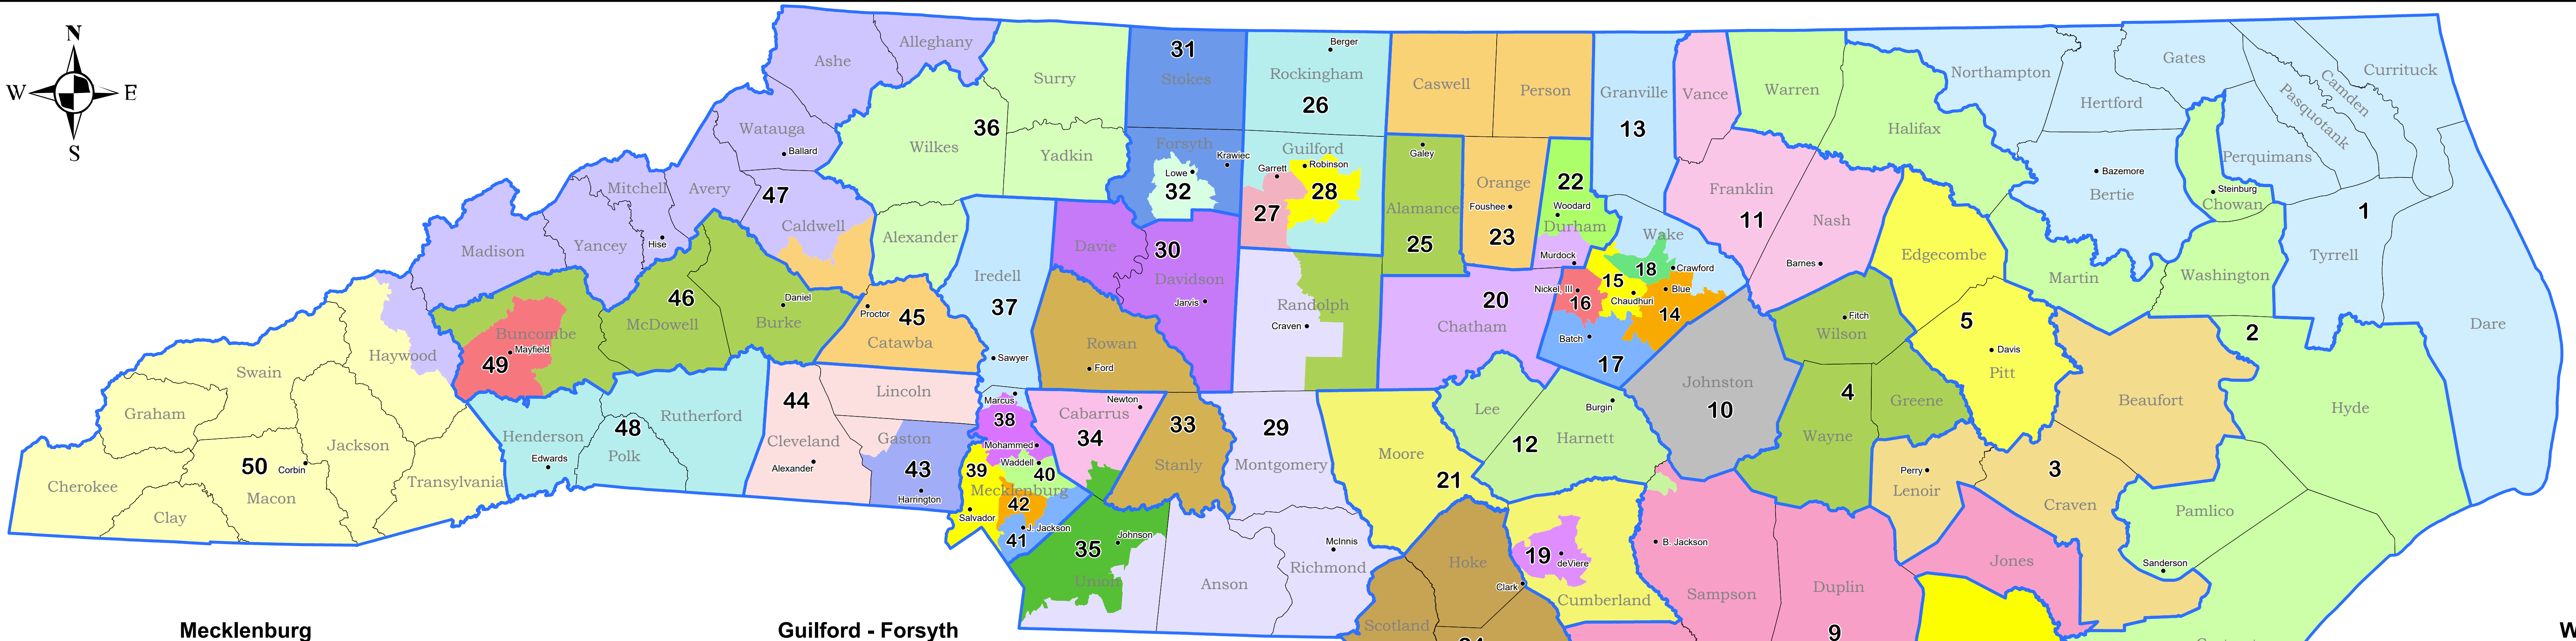 N
W
E
S
Ashe
Alleghany
Surry
31
Stokes
Berger
Rockingham
26
Caswell
Person
Granville
13
Vance
Warren
Northampton
Gates
Hertford
Camden
Pasquotank
Currituck
Halifax
Watauga
Ballard
Wilkes
36
Yadkin
Forsyth
Krawiec
Lowe
32
Guilford
Garrett
Robinson
28
27
Galey
Alamance
25
Orange
Foushee
23
22
Woodard
Durham
Franklin
11
Nash
Barnes
Bazemore
Bertie
Perquimans
Steinburg
Chowan
1
Tyrrell
Dare
Mitchell
Avery
47
Caldwell
Alexander
Madison
Yancey
Hise
Davie
30
Davidson
Jarvis
Iredell
37
Sawyer
Randolph
Craven
20
Chatham
Murdock
Wake
18
Crawford
15
Nickel, III
16
Chaudhuri
Blue
14
Batch
17
Edgecombe
Martin
Washington
2
46
McDowell
Daniel
Burke
Proctor
45
Catawba
Rowan
Ford
Fitch
Wilson
5
Davis
Pitt
Beaufort
Hyde
Buncombe
Mayfield
49
Haywood
Swain
Graham
Jackson
50
Corbin
Macon
Cherokee
Clay
Transylvania
Henderson
Edwards
48
Polk
Rutherford
44
Lincoln
Cleveland
Alexander
Gaston
43
Harrington
Marcus
38
Mohammed
Waddell
40
39
Mecklenburg
42
Salvador
J. Jackson
41
Newton
Cabarrus
34
33
Stanly
29
Montgomery
Moore
21
Lee
12
Burgin
Harnett
Johnston
10
4
Greene
Wayne
Perry
Lenoir
3
Craven
Pamlico
Sanderson
Jones
35
Johnson
Union
Anson
McInnis
Richmond
Hoke
Clark
Scotland
19
deViere
Cumberland
B. Jackson
Sampson
Duplin
9
Mecklenburg
Guilford - Forsyth
W